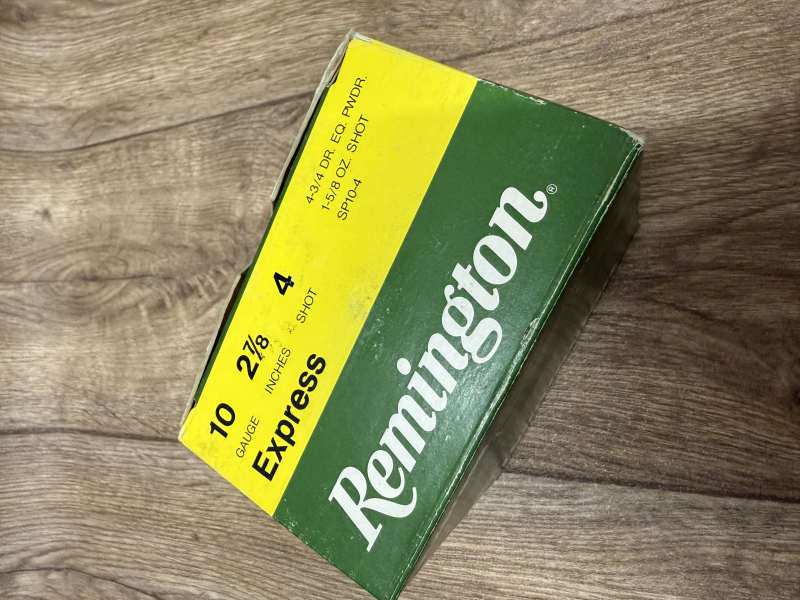 10 2⅞ 4
GAUGE INCHES SHOT
Express
4-3/4 DR. EQ. PWDR.
1-5/8 OZ. SHOT
SP10-4
Remington®